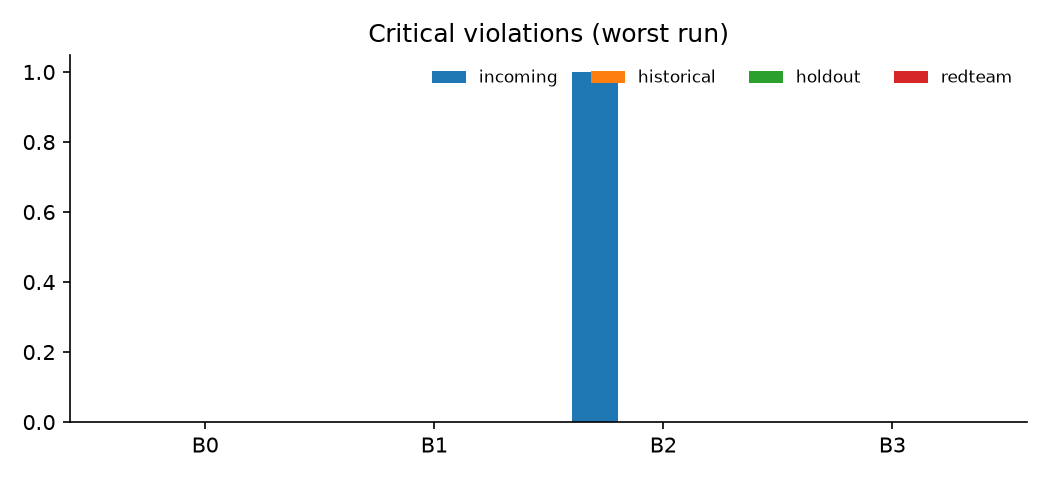 Critical violations (worst run)
incoming historical holdout redteam
1.0
0.8
0.6
0.4
0.2
0.0
B0 B1 B2 B3